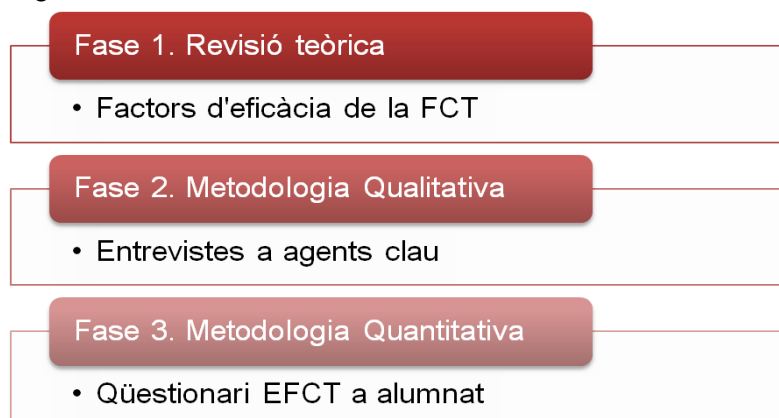 Fase 1. Revisió teòrica
• Factors d'eficàcia de la FCT
Fase 2. Metodologia Qualitativa
• Entrevistes a agents clau
Fase 3. Metodologia Quantitativa
• Qüestionari EFCT a alumnat